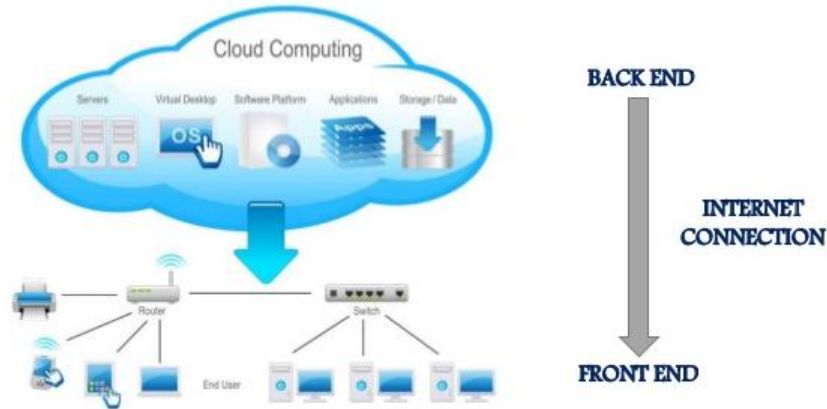 Cloud Computing
Servers
Virtual Desktop
Software Platform
Applications
Storage / Data
OS
Apps
BACK END
INTERNET
CONNECTION
Router
Switch
End User
FRONT END